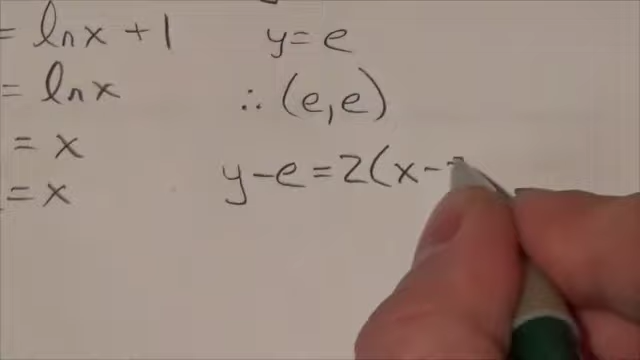 = ln x + 1
= ln x
= x
= x
y = e
∴ (e, e)
y - e = 2(x -